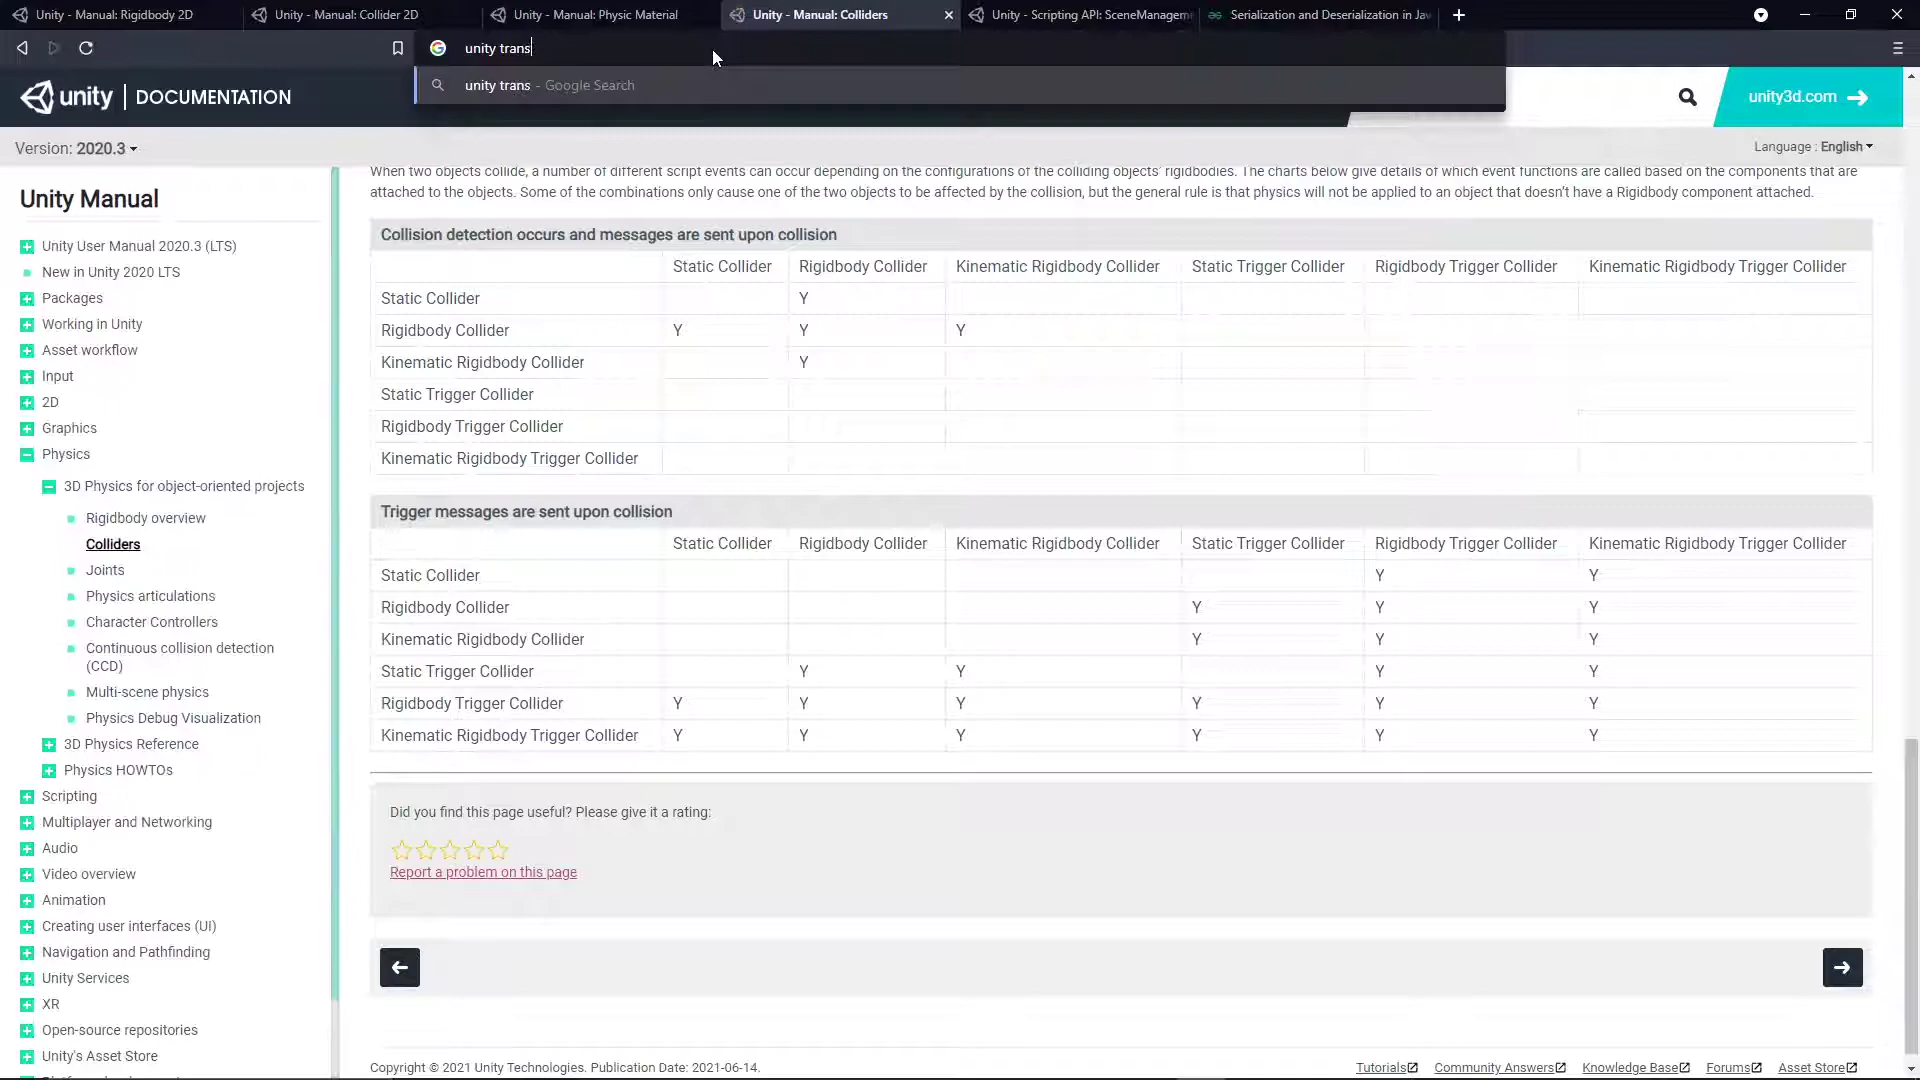 Unity - Manual: Rigidbody 2D
Unity - Manual: Collider 2D
Unity - Manual: Physic Material
Unity - Manual: Colliders
Unity - Scripting API: SceneManagem
Serialization and Deserialization in Ja
unity trans
unity trans - Google Search
unity | DOCUMENTATION
unity3d.com
Version: 2020.3
Language : English
Unity Manual
Unity User Manual 2020.3 (LTS)
New in Unity 2020 LTS
Packages
Working in Unity
Asset workflow
Input
2D
Graphics
Physics
3D Physics for object-oriented projects
Rigidbody overview
Colliders
Joints
Physics articulations
Character Controllers
Continuous collision detection
(CCD)
Multi-scene physics
Physics Debug Visualization
3D Physics Reference
Physics HOWTOs
Scripting
Multiplayer and Networking
Audio
Video overview
Animation
Creating user interfaces (UI)
Navigation and Pathfinding
Unity Services
XR
Open-source repositories
Unity's Asset Store
When two objects collide, a number of different script events can occur depending on the configurations of the colliding objects' rigidbodies. The charts below give details of which event functions are called based on the components that are
attached to the objects. Some of the combinations only cause one of the two objects to be affected by the collision, but the general rule is that physics will not be applied to an object that doesn't have a Rigidbody component attached.
Collision detection occurs and messages are sent upon collision
Static Collider Rigidbody Collider Kinematic Rigidbody Collider Static Trigger Collider Rigidbody Trigger Collider Kinematic Rigidbody Trigger Collider
Static Collider Y
Rigidbody Collider Y Y Y
Kinematic Rigidbody Collider Y
Static Trigger Collider
Rigidbody Trigger Collider
Kinematic Rigidbody Trigger Collider
Trigger messages are sent upon collision
Static Collider Rigidbody Collider Kinematic Rigidbody Collider Static Trigger Collider Rigidbody Trigger Collider Kinematic Rigidbody Trigger Collider
Static Collider Y Y
Rigidbody Collider Y Y Y
Kinematic Rigidbody Collider Y Y Y
Static Trigger Collider Y Y Y Y
Rigidbody Trigger Collider Y Y Y Y Y Y
Kinematic Rigidbody Trigger Collider Y Y Y Y Y Y
Did you find this page useful? Please give it a rating:
Report a problem on this page
Copyright © 2021 Unity Technologies. Publication Date: 2021-06-14.
Tutorials Community Answers Knowledge Base Forums Asset Store